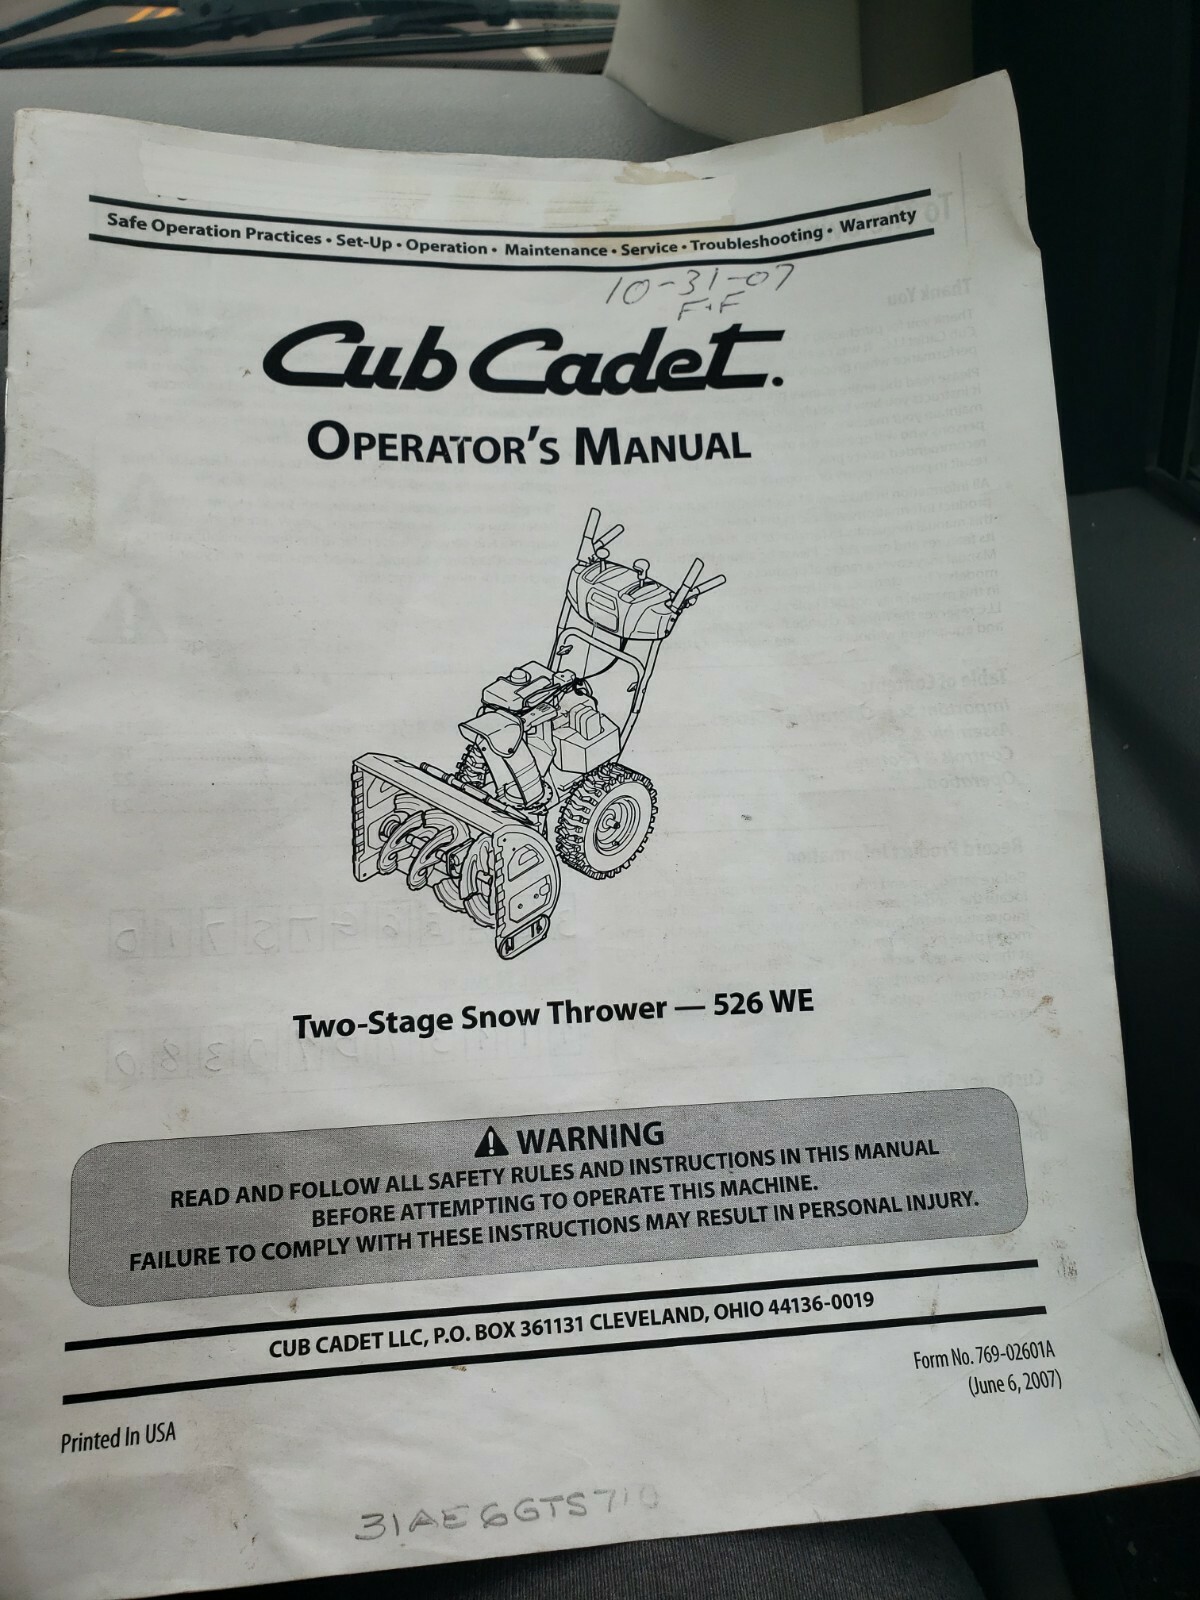 Safe Operation Practices • Set-Up • Operation • Maintenance • Service • Troubleshooting • Warranty
10-31-07
F+F
Cub Cadet.
OPERATOR'S MANUAL
Two-Stage Snow Thrower — 526 WE
WARNING
READ AND FOLLOW ALL SAFETY RULES AND INSTRUCTIONS IN THIS MANUAL
BEFORE ATTEMPTING TO OPERATE THIS MACHINE.
FAILURE TO COMPLY WITH THESE INSTRUCTIONS MAY RESULT IN PERSONAL INJURY.
CUB CADET LLC, P.O. BOX 361131 CLEVELAND, OHIO 44136-0019
Form No. 769-02601A
(June 6, 2007)
Printed In USA
31AE6GTS710